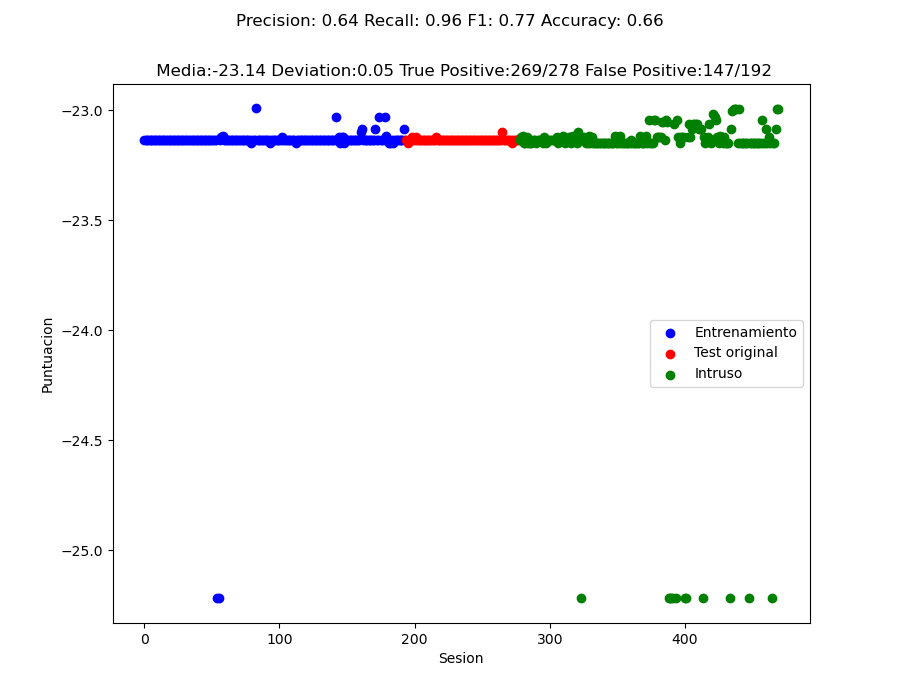 Precision: 0.64 Recall: 0.96 F1: 0.77 Accuracy: 0.66
Media:-23.14 Deviation:0.05 True Positive:269/278 False Positive:147/192
−23.0
−23.5
−24.0
−24.5
−25.0
Puntuacion
Entrenamiento
Test original
Intruso
0 100 200 300 400
Sesion